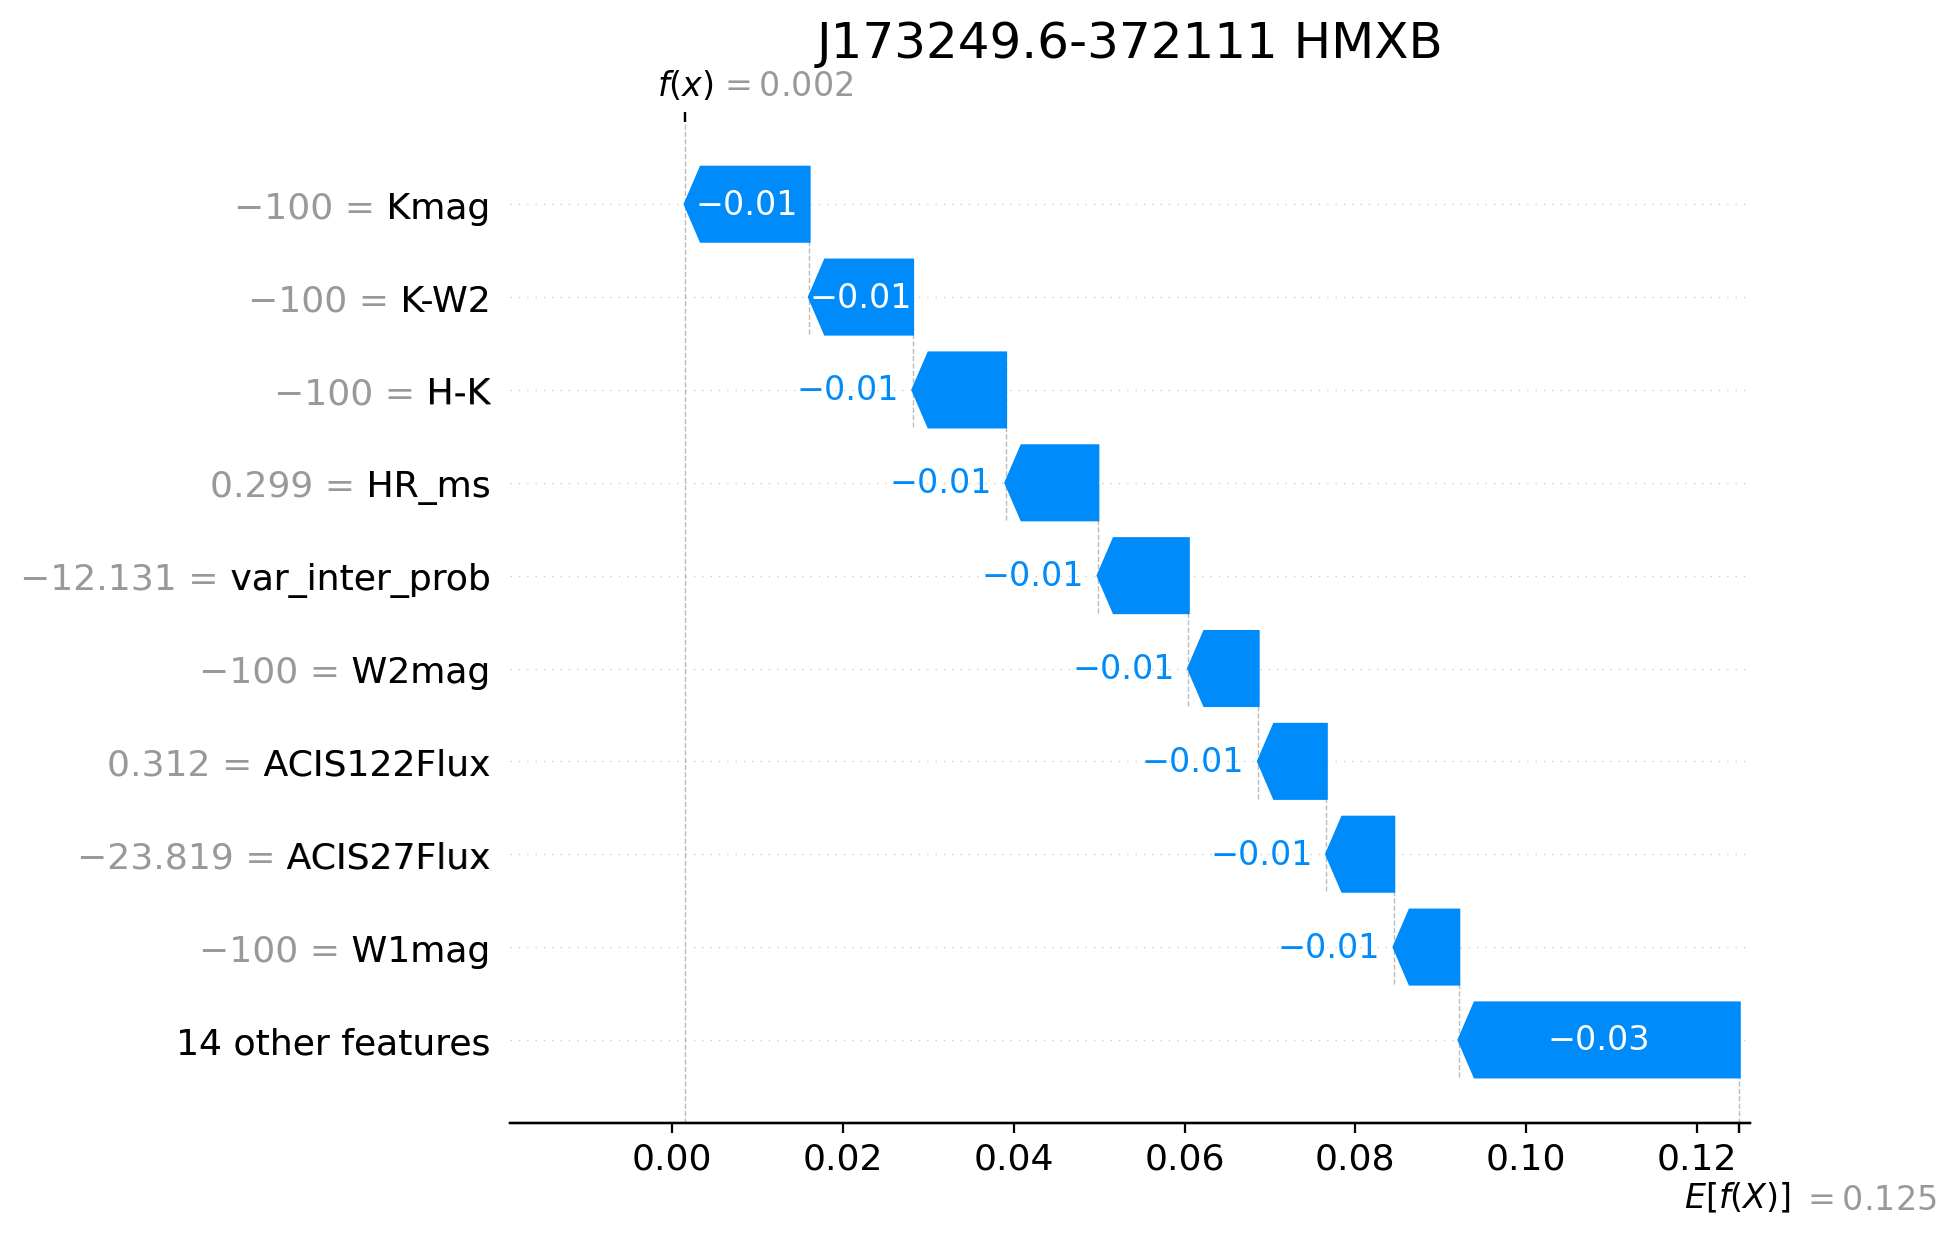 J173249.6-372111 HMXB
f(x) = 0.002
−100 = Kmag −0.01
−100 = K-W2 −0.01
−100 = H-K −0.01
0.299 = HR_ms −0.01
−12.131 = var_inter_prob −0.01
−100 = W2mag −0.01
0.312 = ACIS122Flux −0.01
−23.819 = ACIS27Flux −0.01
−100 = W1mag −0.01
14 other features −0.03
0.00 0.02 0.04 0.06 0.08 0.10 0.12
E[f(X)] = 0.125